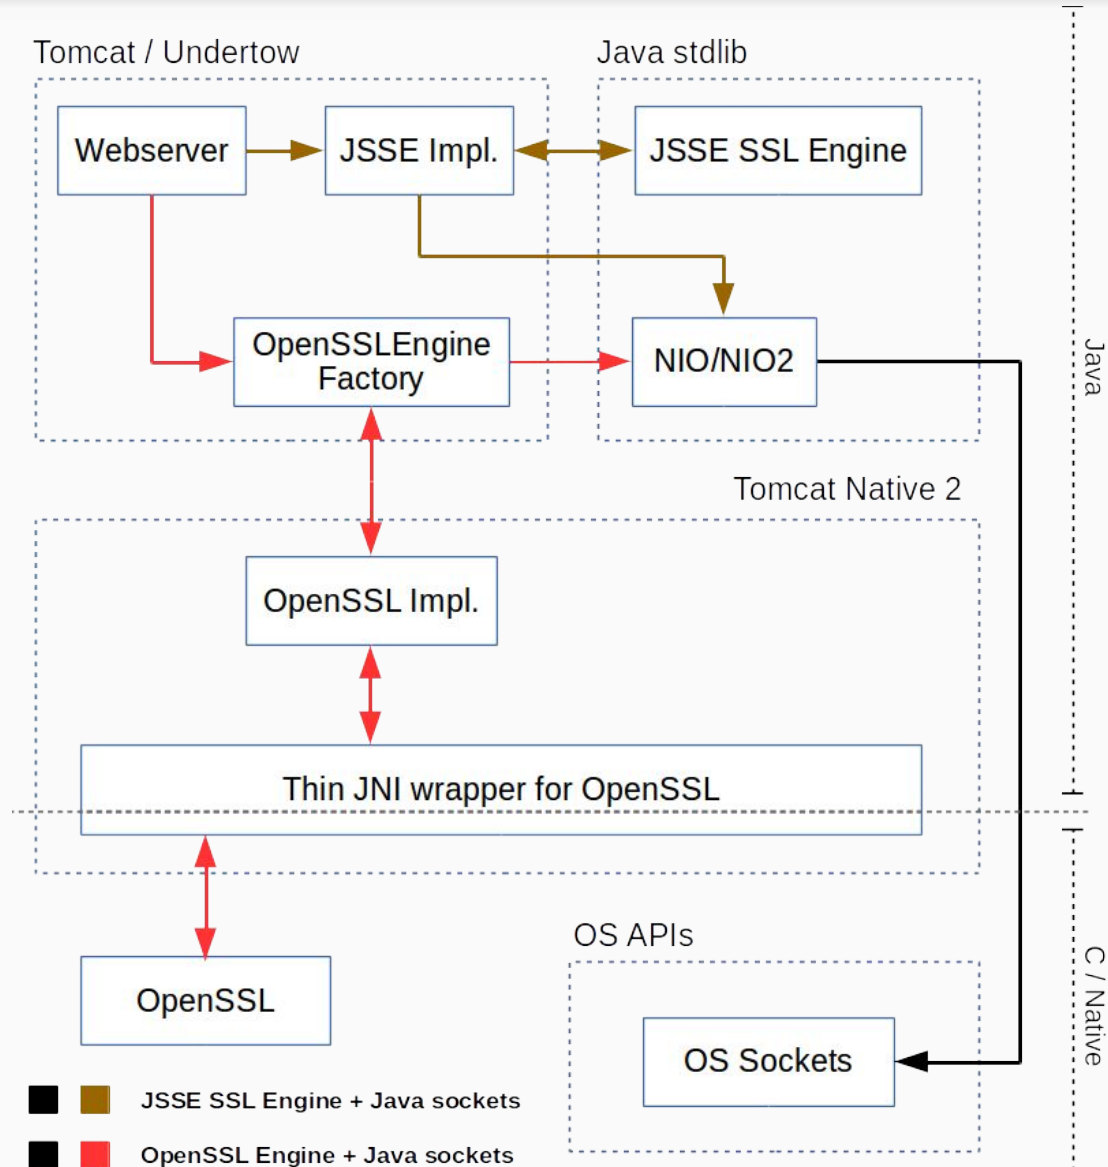 Tomcat / Undertow
Java stdlib
Webserver
JSSE Impl.
JSSE SSL Engine
OpenSSLEngine
Factory
NIO/NIO2
Java
Tomcat Native 2
OpenSSL Impl.
Thin JNI wrapper for OpenSSL
OS APIs
C / Native
OpenSSL
OS Sockets
JSSE SSL Engine + Java sockets
OpenSSL Engine + Java sockets